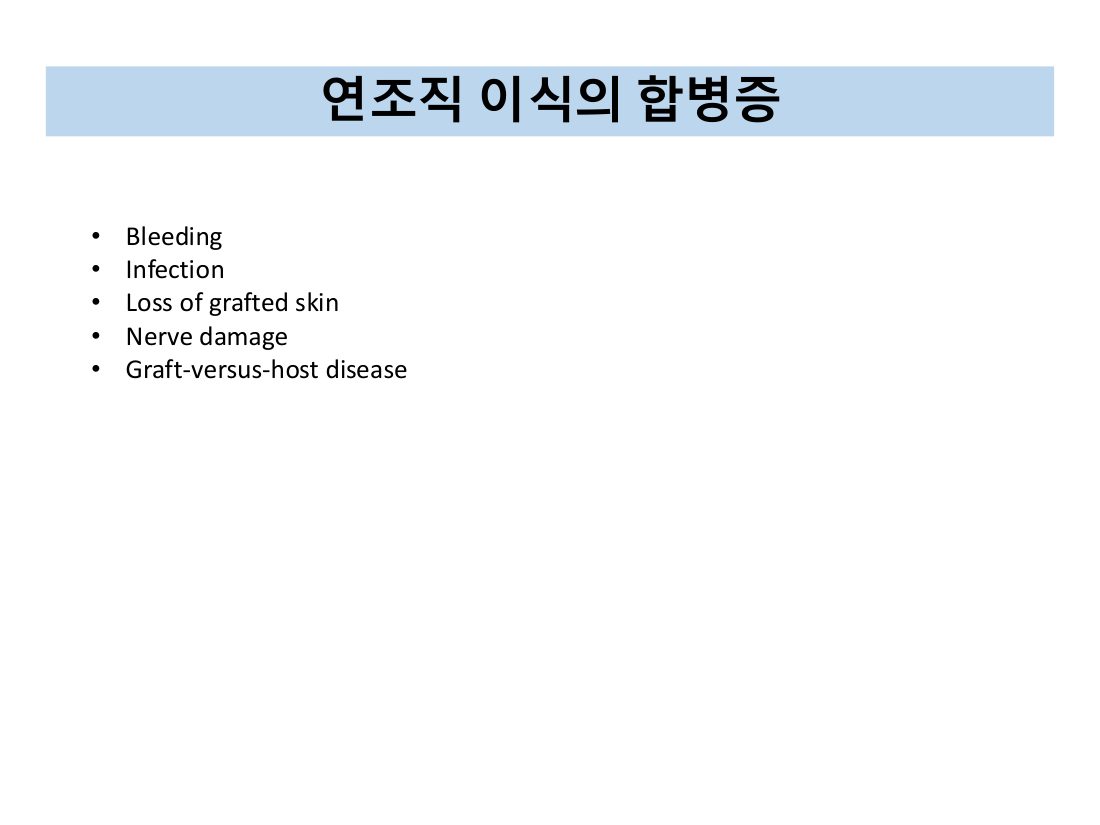 연조직 이식의 합병증
• Bleeding
• Infection
• Loss of grafted skin
• Nerve damage
• Graft-versus-host disease